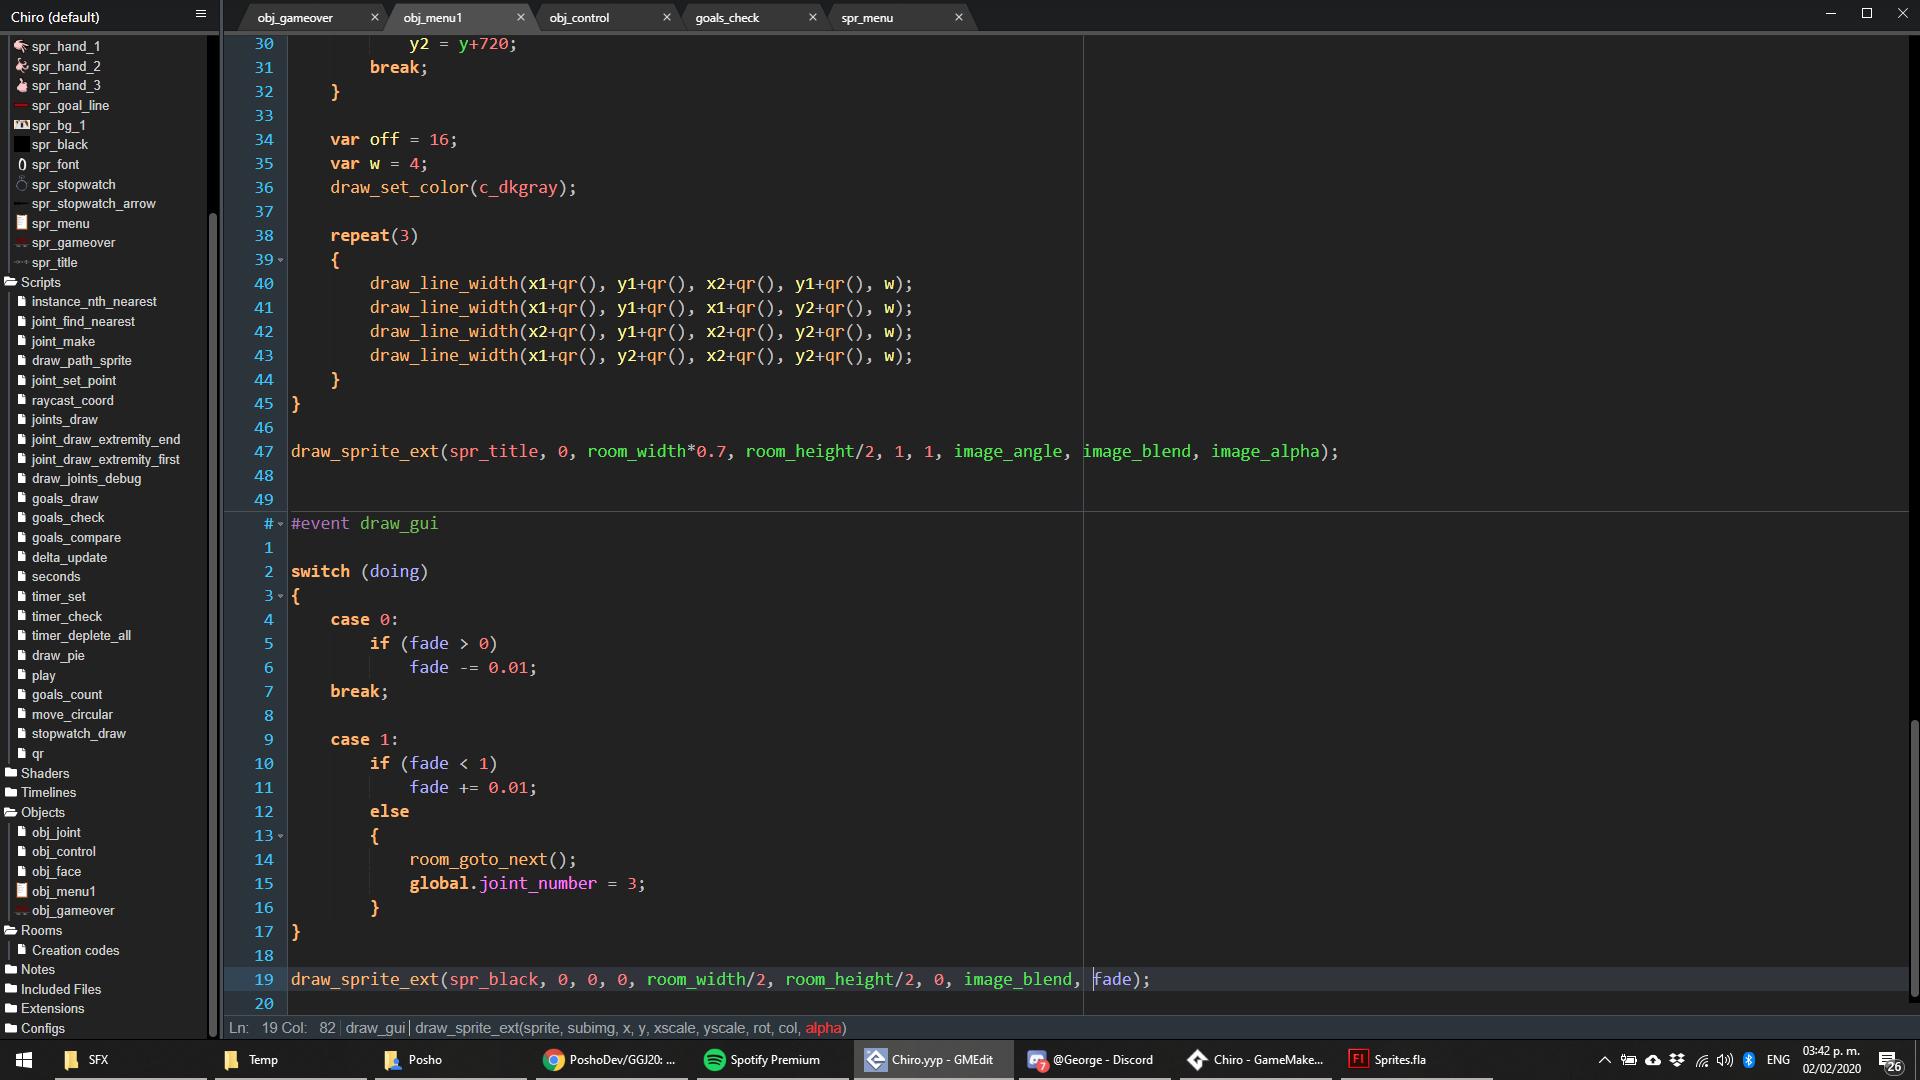 Chiro (default)
obj_gameover × obj_menu1 × obj_control × goals_check × spr_menu ×
spr_hand_1
spr_hand_2
spr_hand_3
spr_goal_line
spr_bg_1
spr_black
spr_font
spr_stopwatch
spr_stopwatch_arrow
spr_menu
spr_gameover
spr_title
Scripts
instance_nth_nearest
joint_find_nearest
joint_make
draw_path_sprite
joint_set_point
raycast_coord
joints_draw
joint_draw_extremity_end
joint_draw_extremity_first
draw_joints_debug
goals_draw
goals_check
goals_compare
delta_update
seconds
timer_set
timer_check
timer_deplete_all
draw_pie
play
goals_count
move_circular
stopwatch_draw
qr
Shaders
Timelines
Objects
obj_joint
obj_control
obj_face
obj_menu1
obj_gameover
Rooms
Creation codes
Notes
Included Files
Extensions
Configs
30 y2 = y+720;
31 break;
32 }
33
34 var off = 16;
35 var w = 4;
36 draw_set_color(c_dkgray);
37
38 repeat(3)
39 {
40 draw_line_width(x1+qr(), y1+qr(), x2+qr(), y1+qr(), w);
41 draw_line_width(x1+qr(), y1+qr(), x1+qr(), y2+qr(), w);
42 draw_line_width(x2+qr(), y1+qr(), x2+qr(), y2+qr(), w);
43 draw_line_width(x1+qr(), y2+qr(), x2+qr(), y2+qr(), w);
44 }
45 }
46
47 draw_sprite_ext(spr_title, 0, room_width*0.7, room_height/2, 1, 1, image_angle, image_blend, image_alpha);
48
49
# #event draw_gui
1
2 switch (doing)
3 {
4 case 0:
5 if (fade > 0)
6 fade -= 0.01;
7 break;
8
9 case 1:
10 if (fade < 1)
11 fade += 0.01;
12 else
13 {
14 room_goto_next();
15 global.joint_number = 3;
16 }
17 }
18
19 draw_sprite_ext(spr_black, 0, 0, 0, room_width/2, room_height/2, 0, image_blend, fade);
20
Ln: 19 Col: 82 draw_gui draw_sprite_ext(sprite, subimg, x, y, xscale, yscale, rot, col, alpha)
SFX Temp Posho PoshoDev/GGJ20: ... Spotify Premium Chiro.yyp - GMEdit 7 @George - Discord Chiro - GameMake... Fl Sprites.fla ENG 03:42 p. m. 26
02/02/2020